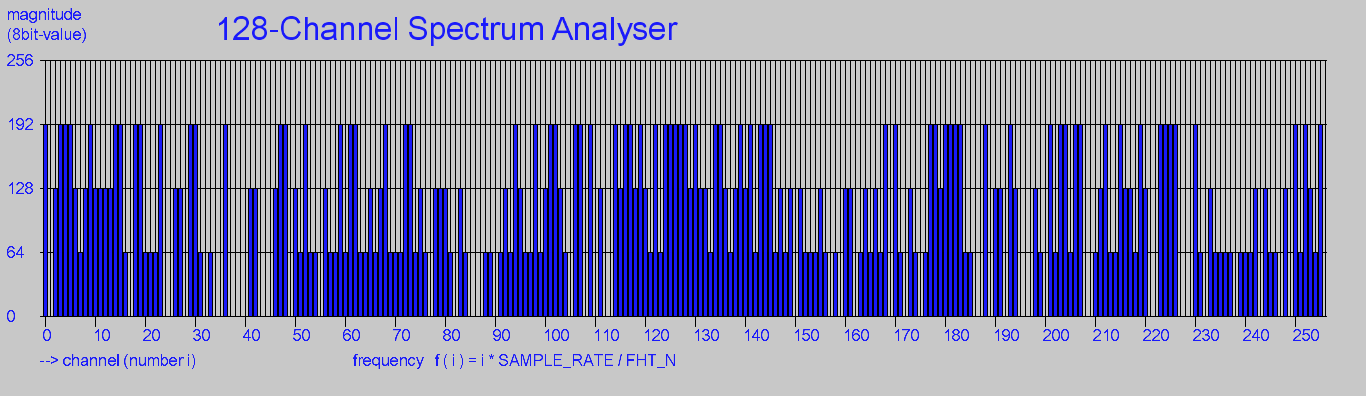 magnitude
(8bit-value)
128-Channel Spectrum Analyser
256
192
128
64
0
0 10 20 30 40 50 60 70 80 90 100 110 120 130 140 150 160 170 180 190 200 210 220 230 240 250
--> channel (number i)
frequency f ( i ) = i * SAMPLE_RATE / FHT_N